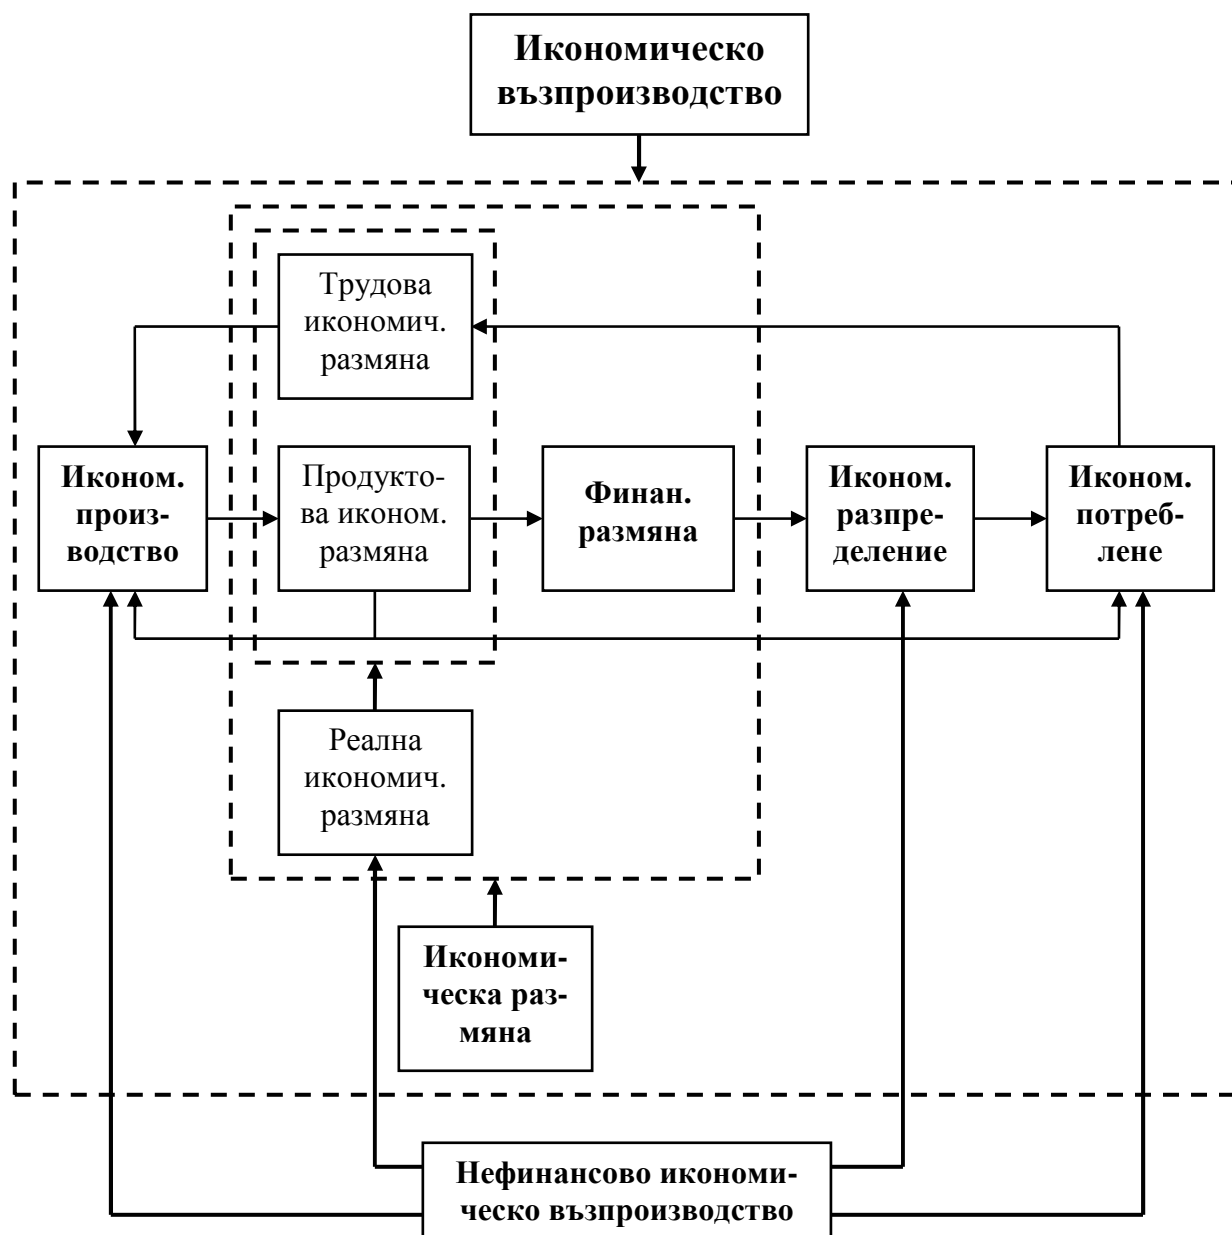 Икономическо
възпроизводство
Трудова
икономич.
размяна
Иконом.
произ-
водство
Продукто-
ва иконом.
размяна
Финан.
размяна
Иконом.
разпре-
деление
Иконом.
потреб-
лене
Реална
икономич.
размяна
Икономи-
ческа раз-
мяна
Нефинансово икономи-
ческо възпроизводство